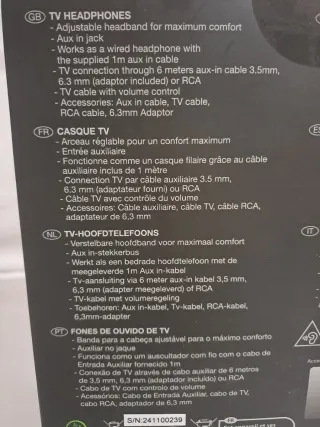 GB TV HEADPHONES
- Adjustable headband for maximum comfort
- Aux in jack
- Works as a wired headphone with
the supplied 1m aux in cable
- TV connection through 6 meters aux-in cable 3.5mm,
6.3 mm (adaptor included) or RCA
- TV cable with volume control
- Accessories: Aux in cable, TV cable,
RCA cable, 6.3mm Adaptor
FR CASQUE TV
- Arceau réglable pour un confort maximum
- Entrée auxiliaire
- Fonctionne comme un casque filaire grâce au câble
auxiliaire inclus de 1 mètre
- Connection TV par câble auxiliaire 3.5 mm,
6.3 mm (adaptateur fourni) ou RCA
- Câble TV avec contrôle du volume
- Accessoires: Câble auxiliaire, câble TV, câble RCA,
adaptateur de 6,3 mm
NL TV-HOOFDTELEFOONS
- Verstelbare hoofdband voor maximaal comfort
- Aux in-stekkerbus
- Werkt als een bedrade hoofdtelefoon met de
meegeleverde 1m Aux in-kabel
- Tv-aansluiting via 6 meter aux-in kabel 3,5 mm,
6,3 mm (adapter meegeleverd) of RCA
- TV-kabel met volumeregeling
- Toebehoren: Aux in-kabel, Tv-kabel, RCA-kabel,
6,3mm-adapter
PT FONES DE OUVIDO DE TV
- Banda para a cabeça ajustável para o máximo conforto
- Auxiliar no jaque
- Funciona como um auscultador com fio com o cabo de
Entrada Auxiliar fornecido 1m
- Conexão de TV através de cabo auxiliar de 6 metros
de 3,5 mm, 6,3 mm (adaptador incluído) ou RCA
- Cabo de TV com controlo de volume
- Acessórios: Cabo de Entrada Auxiliar, cabo de TV,
cabo RCA, adaptador de 6,3 mm
S/N:241100239
ES
IT